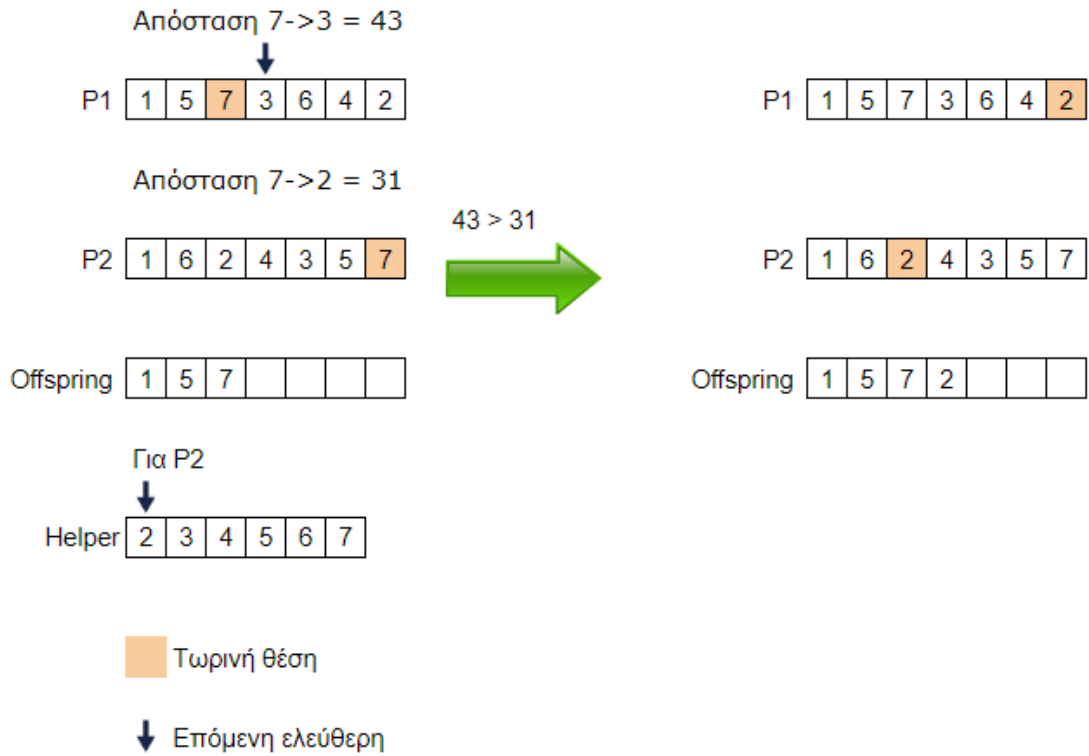 Απόσταση 7->3 = 43
P1 1 5 7 3 6 4 2
P1 1 5 7 3 6 4 2
Απόσταση 7->2 = 31
43 > 31
P2 1 6 2 4 3 5 7
P2 1 6 2 4 3 5 7
Offspring 1 5 7
Offspring 1 5 7 2
Για P2
Helper 2 3 4 5 6 7
Τωρινή θέση
Επόμενη ελεύθερη